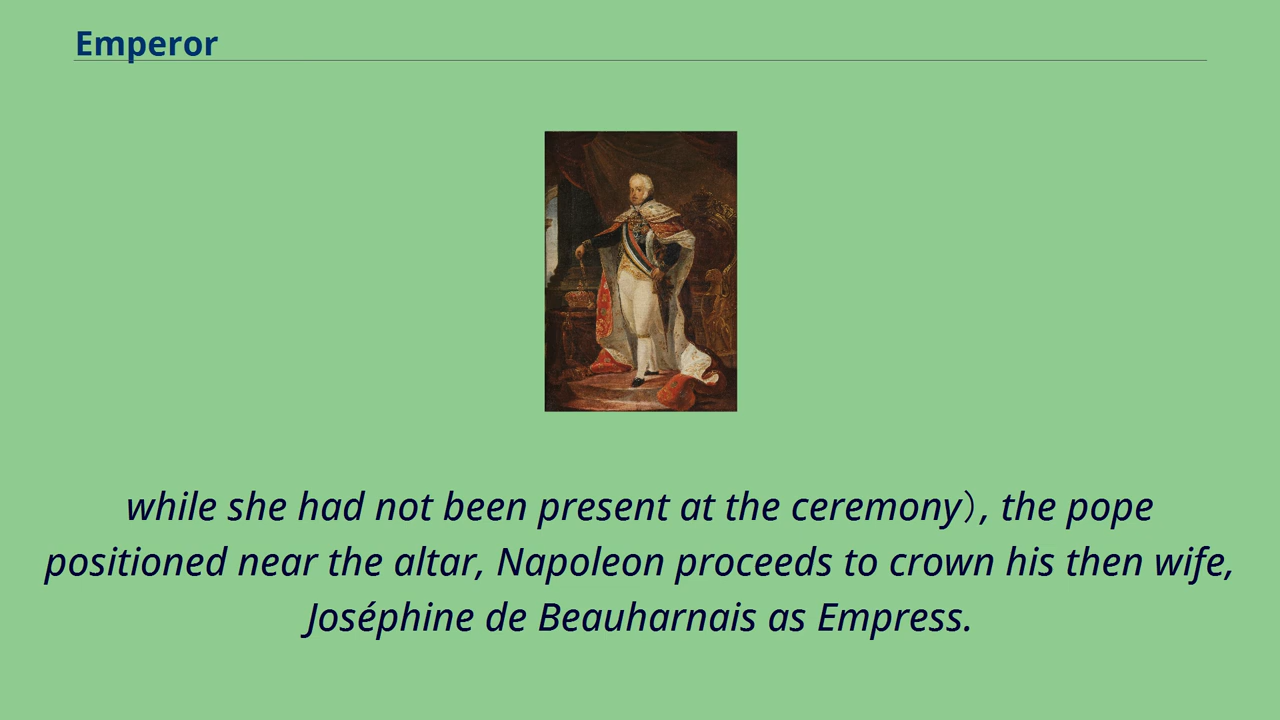 Emperor
while she had not been present at the ceremony）, the pope
positioned near the altar, Napoleon proceeds to crown his then wife,
Joséphine de Beauharnais as Empress.